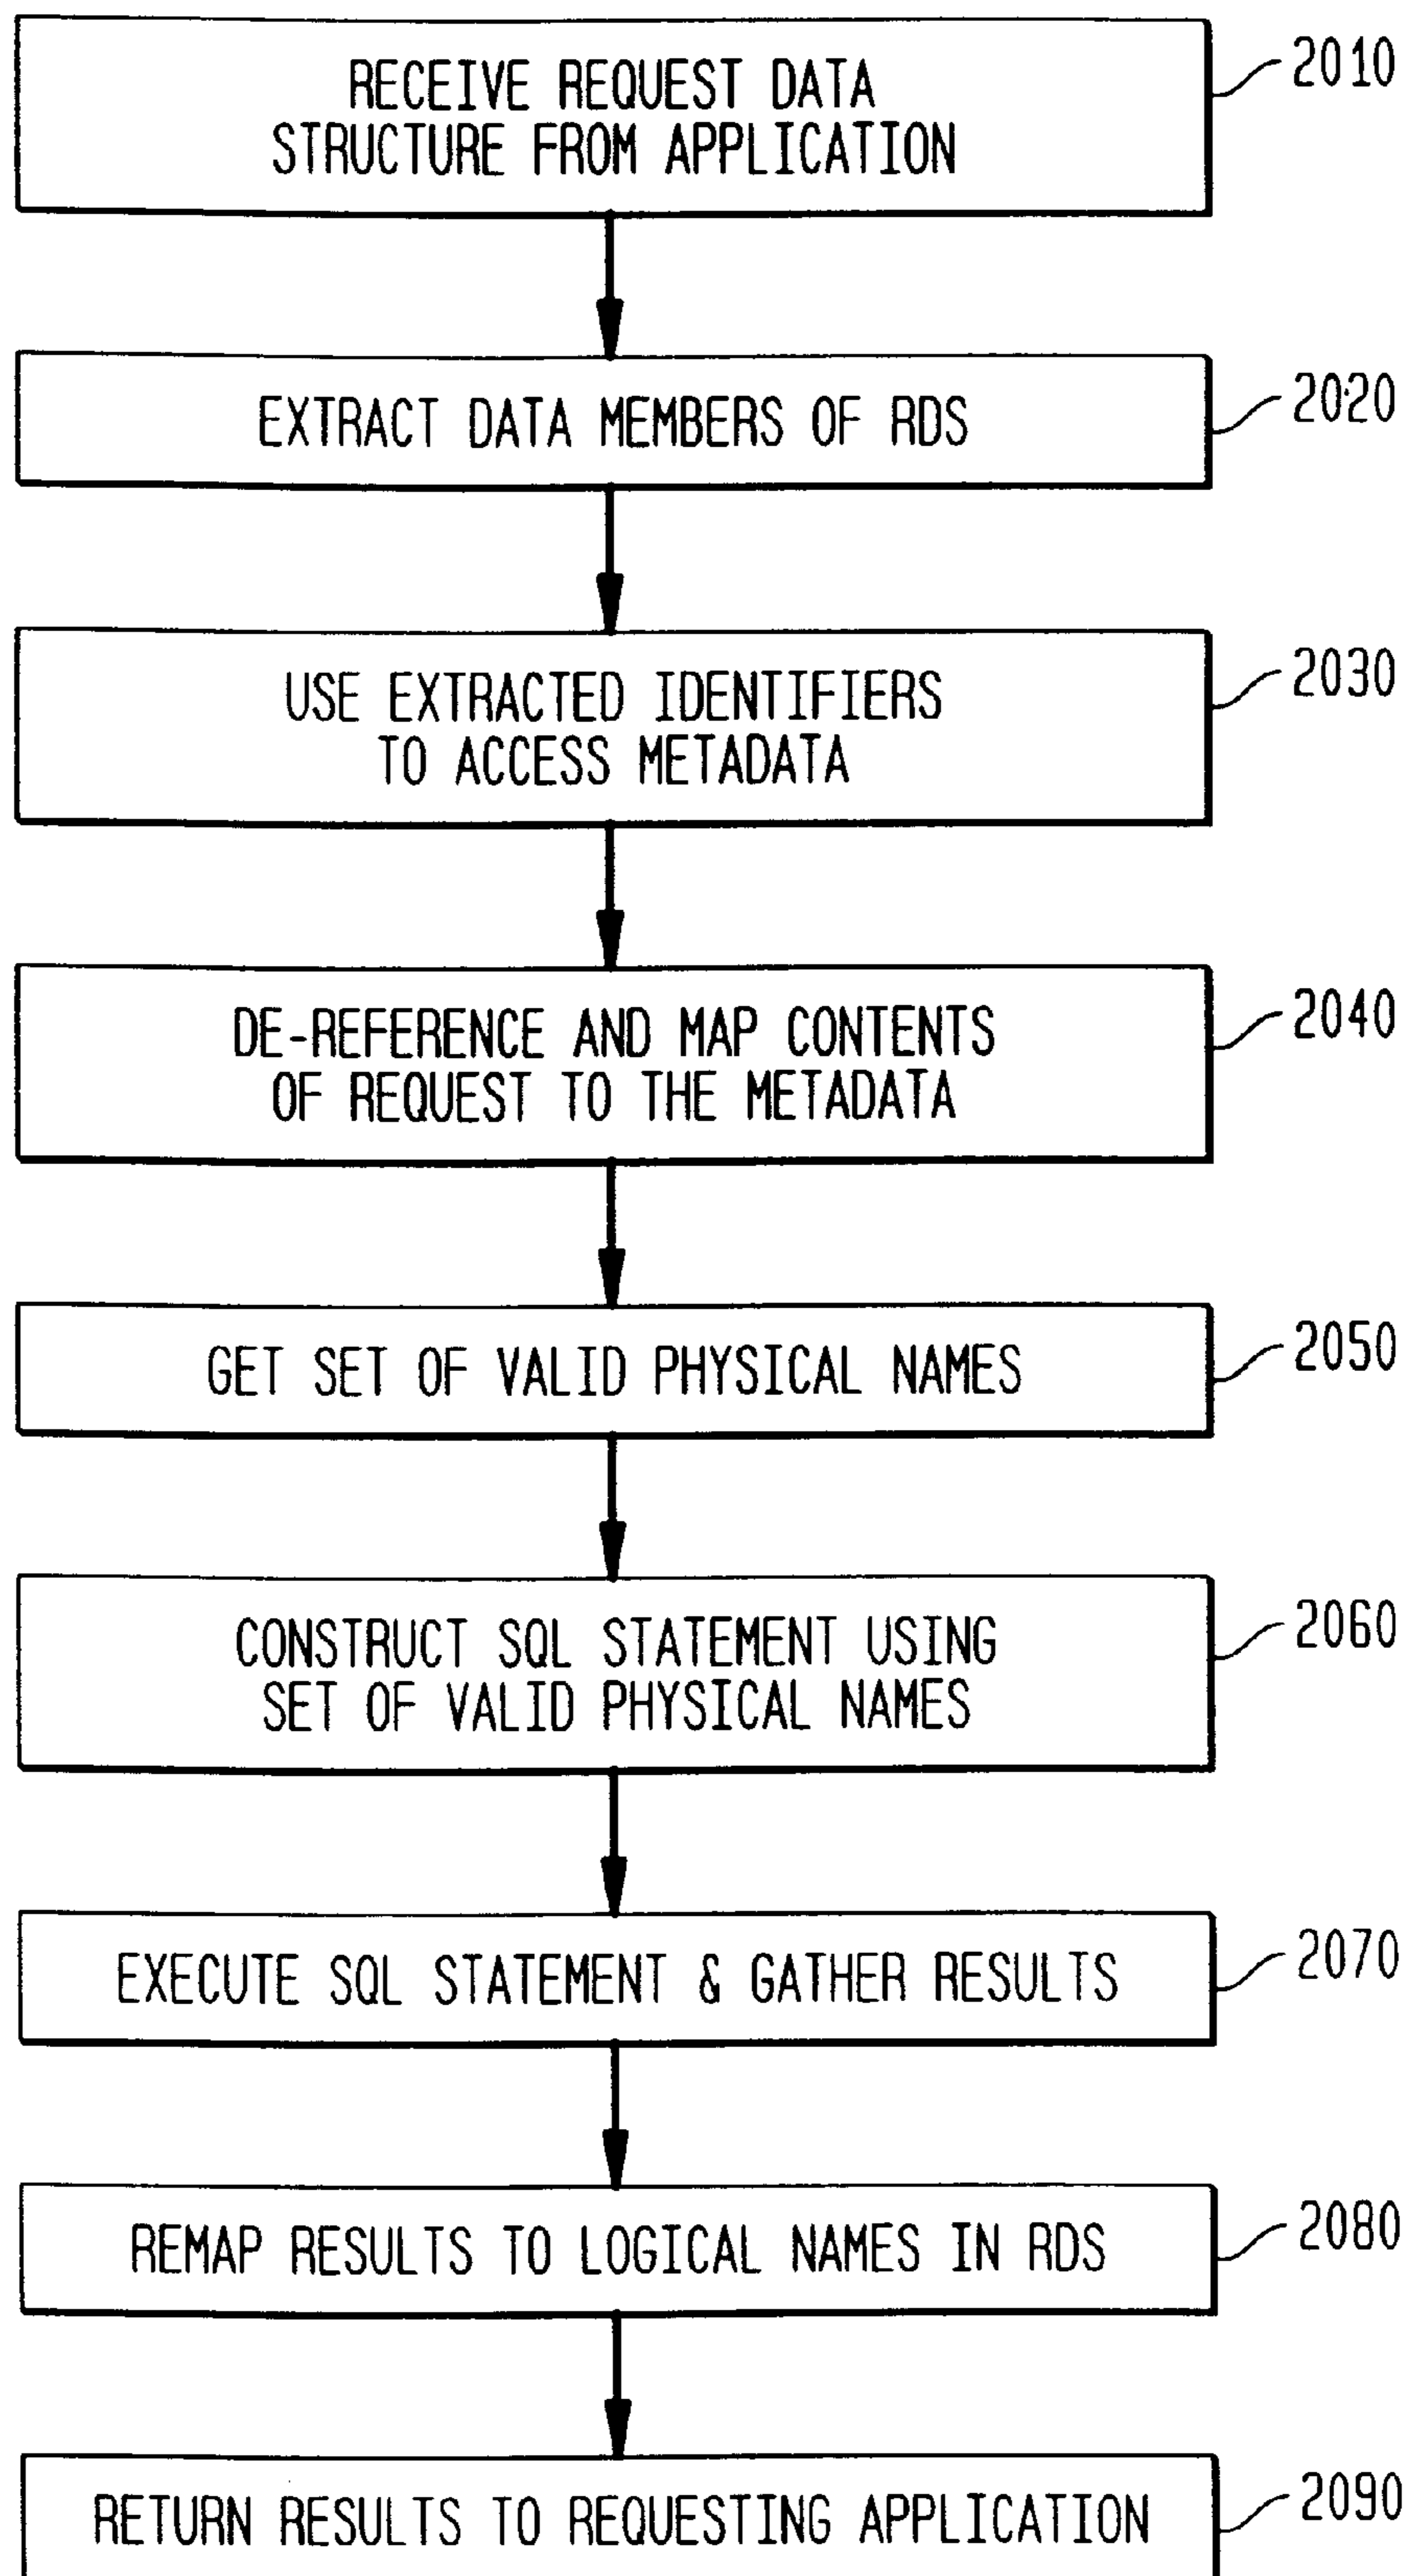 RECEIVE REQUEST DATA
STRUCTURE FROM APPLICATION
2010
EXTRACT DATA MEMBERS OF RDS
2020
USE EXTRACTED IDENTIFIERS
TO ACCESS METADATA
2030
DE-REFERENCE AND MAP CONTENTS
OF REQUEST TO THE METADATA
2040
GET SET OF VALID PHYSICAL NAMES
2050
CONSTRUCT SQL STATEMENT USING
SET OF VALID PHYSICAL NAMES
2060
EXECUTE SQL STATEMENT & GATHER RESULTS
2070
REMAP RESULTS TO LOGICAL NAMES IN RDS
2080
RETURN RESULTS TO REQUESTING APPLICATION
2090